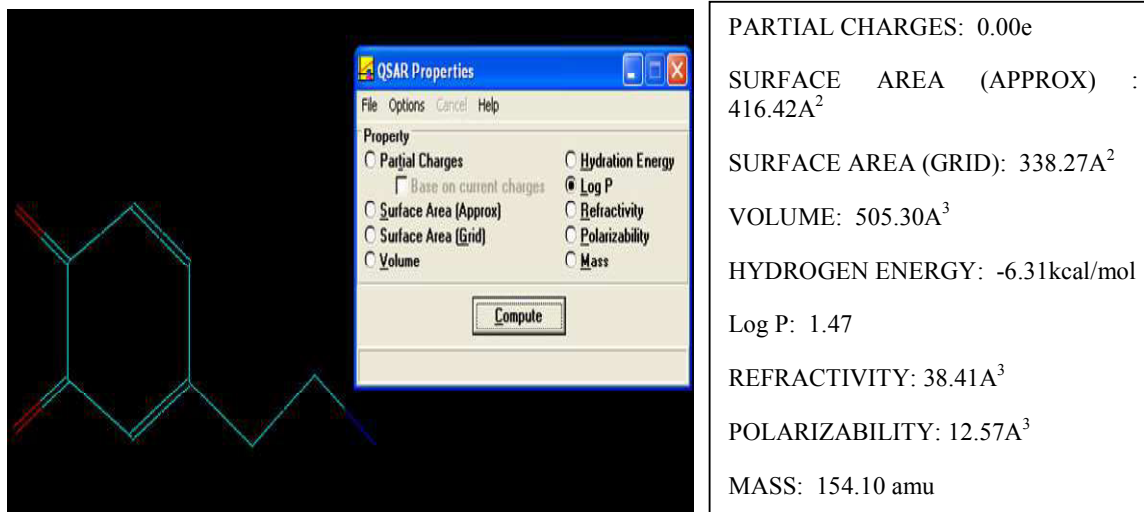 QSAR Properties
File Options Cancel Help
Property
Partial Charges
Base on current charges
Surface Area (Approx)
Surface Area (Grid)
Volume
Hydration Energy
Log P
Refractivity
Polarizability
Mass
Compute
PARTIAL CHARGES: 0.00e
SURFACE AREA (APPROX) :
416.42A²
SURFACE AREA (GRID): 338.27A²
VOLUME: 505.30A³
HYDROGEN ENERGY: -6.31kcal/mol
Log P: 1.47
REFRACTIVITY: 38.41A³
POLARIZABILITY: 12.57A³
MASS: 154.10 amu